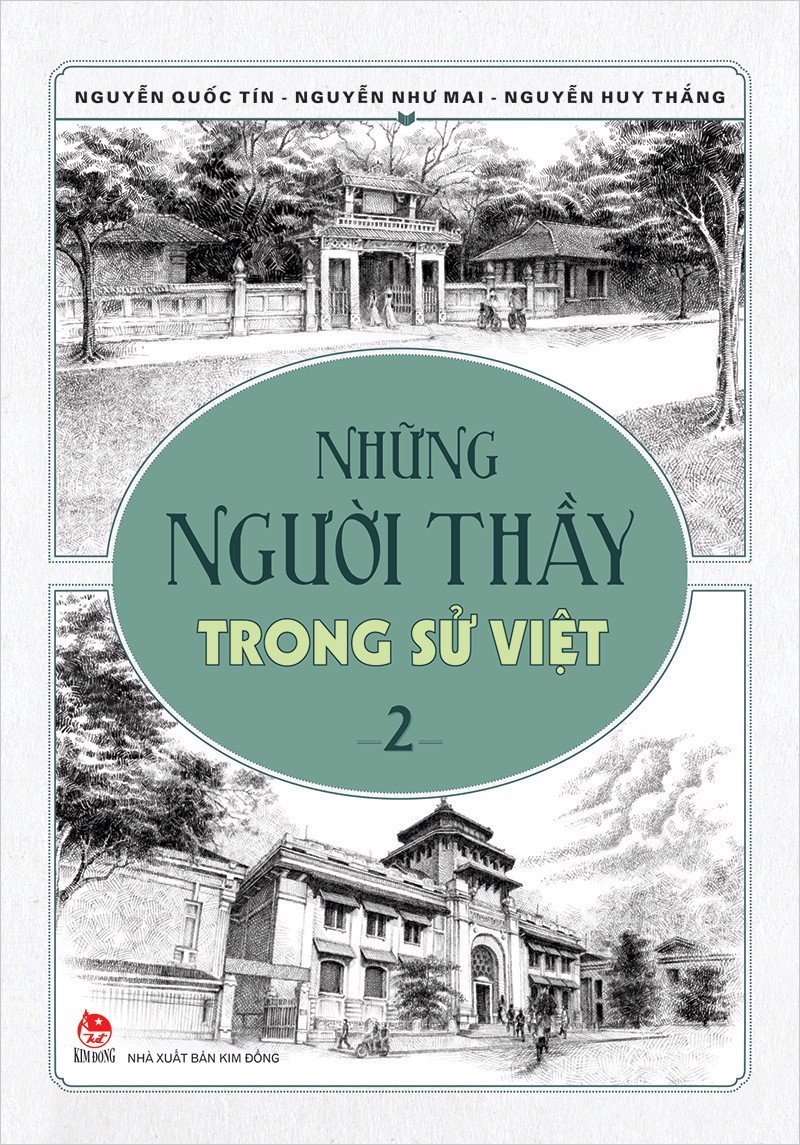 NGUYỄN QUỐC TÍN - NGUYỄN NHƯ MAI - NGUYỄN HUY THẮNG
NHỮNG
NGƯỜI THẦY
TRONG SỬ VIỆT
2
KIM ĐỒNG
NHÀ XUẤT BẢN KIM ĐỒNG